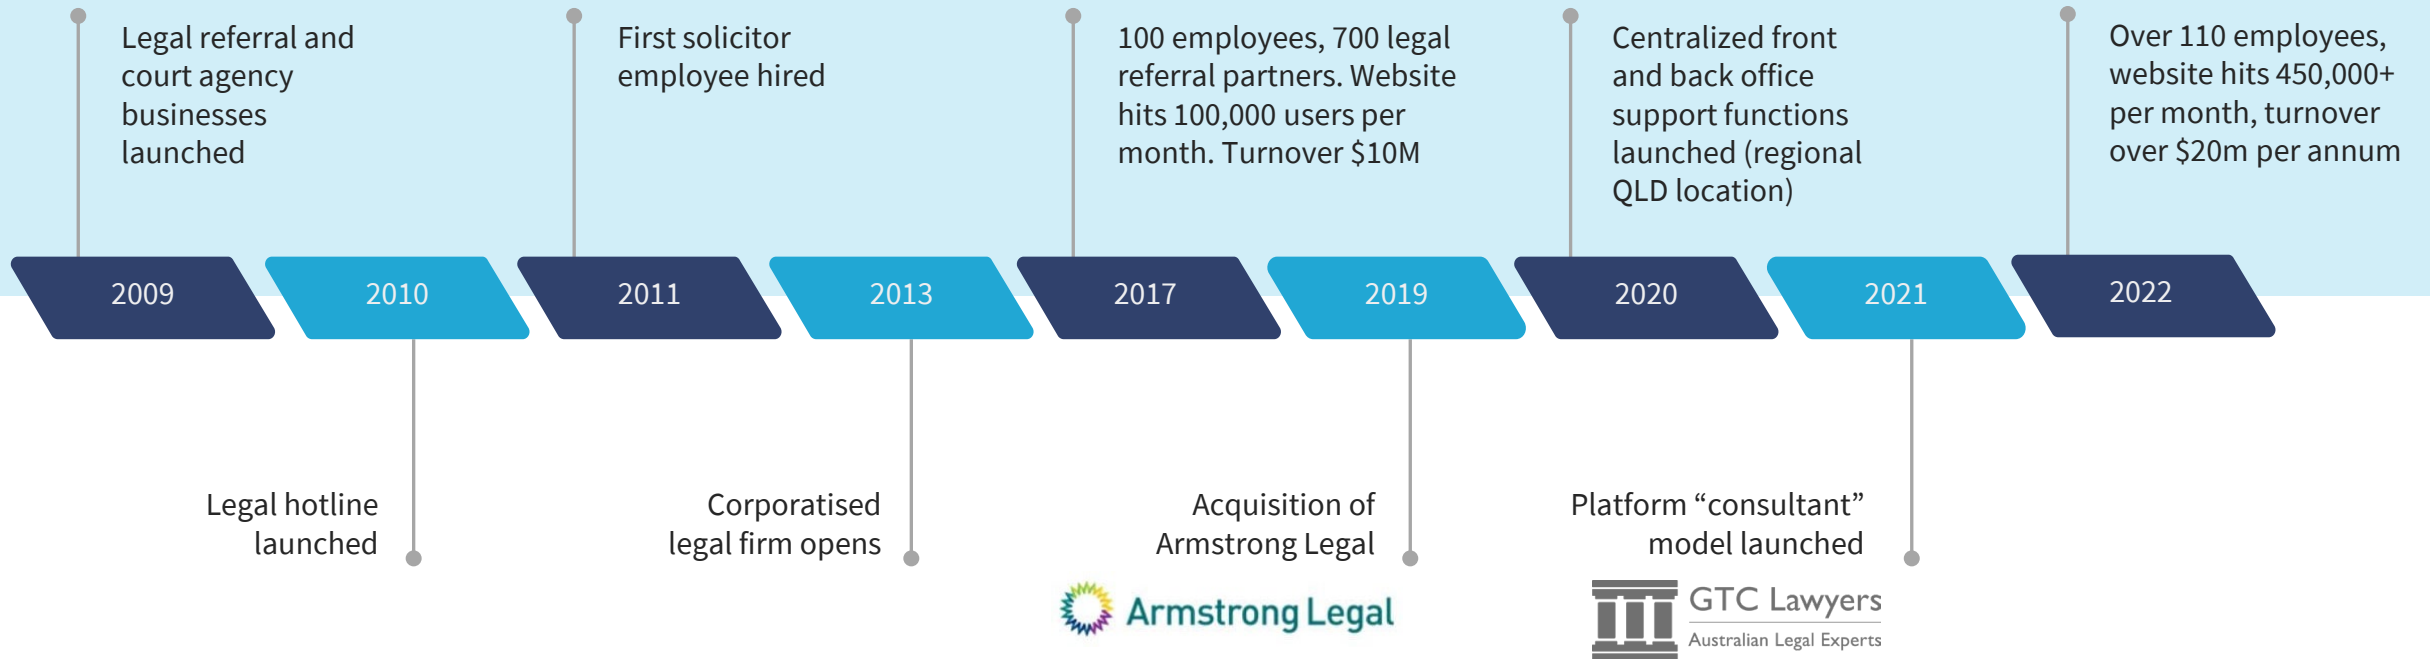 Legal referral and
court agency
businesses
launched
First solicitor
employee hired
100 employees, 700 legal
referral partners. Website
hits 100,000 users per
month. Turnover $10M
Centralized front
and back office
support functions
launched (regional
QLD location)
Over 110 employees,
website hits 450,000+
per month, turnover
over $20m per annum
2009
2010
2011
2013
2017
2019
2020
2021
2022
Legal hotline
launched
Corporatised
legal firm opens
Acquisition of
Armstrong Legal
Armstrong Legal
Platform “consultant”
model launched
GTC Lawyers
Australian Legal Experts